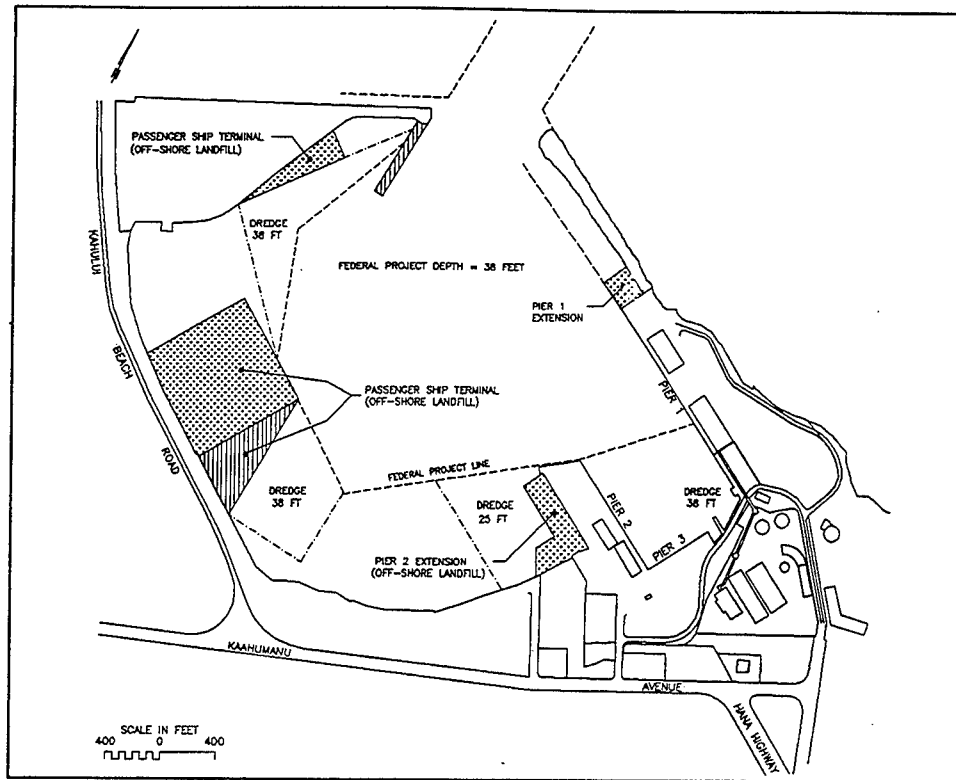 PASSENGER SHIP TERMINAL
(OFF-SHORE LANDFILL)
DREDGE
38 FT
KAHULUI
BEACH
ROAD
FEDERAL PROJECT DEPTH = 38 FEET
PIER 1
EXTENSION
PASSENGER SHIP TERMINAL
(OFF-SHORE LANDFILL)
PIER 1
FEDERAL PROJECT LINE
DREDGE
38 FT
DREDGE
25 FT
PIER 2
DREDGE
38 FT
PIER 3
PIER 2 EXTENSION
(OFF-SHORE LANDFILL)
KAAHUMANU
AVENUE
HANA HIGHWAY
SCALE IN FEET
400 0 400